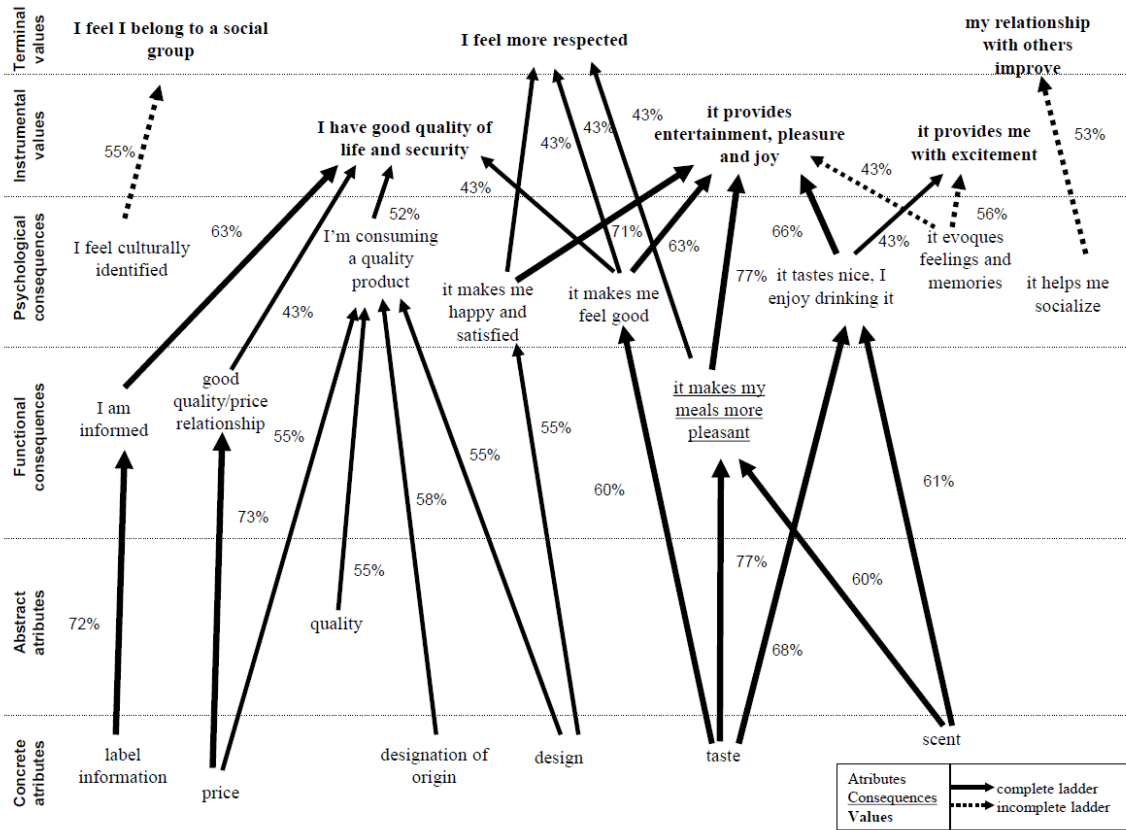 Terminal
values
I feel I belong to a social
group
I feel more respected
my relationship
with others
improve
Instrumental
values
55%
I have good quality of
life and security
43%
43%
43%
43%
it provides
entertainment, pleasure
and joy
it provides me
with excitement
43%
53%
Psychological
consequences
I feel culturally
identified
63%
43%
52%
I'm consuming
a quality
product
it makes me
happy and
satisfied
71%
it makes me
feel good
63%
77%
66%
it tastes nice, I
enjoy drinking it
43%
56%
it evoques
feelings and
memories
it helps me
socialize
Functional
consequences
I am
informed
good
quality/price
relationship
55%
73%
58%
55%
55%
60%
it makes my
meals more
pleasant
61%
Abstract
atributes
72%
55%
quality
77%
60%
68%
Concrete
atributes
label
information
price
designation of
origin
design
taste
scent
Atributes
Consequences
Values
complete ladder
incomplete ladder